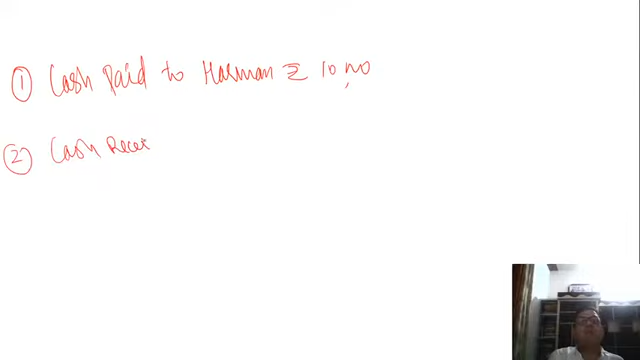 ① Cash Paid to Harman ₹ 10,000
② Cash Recei